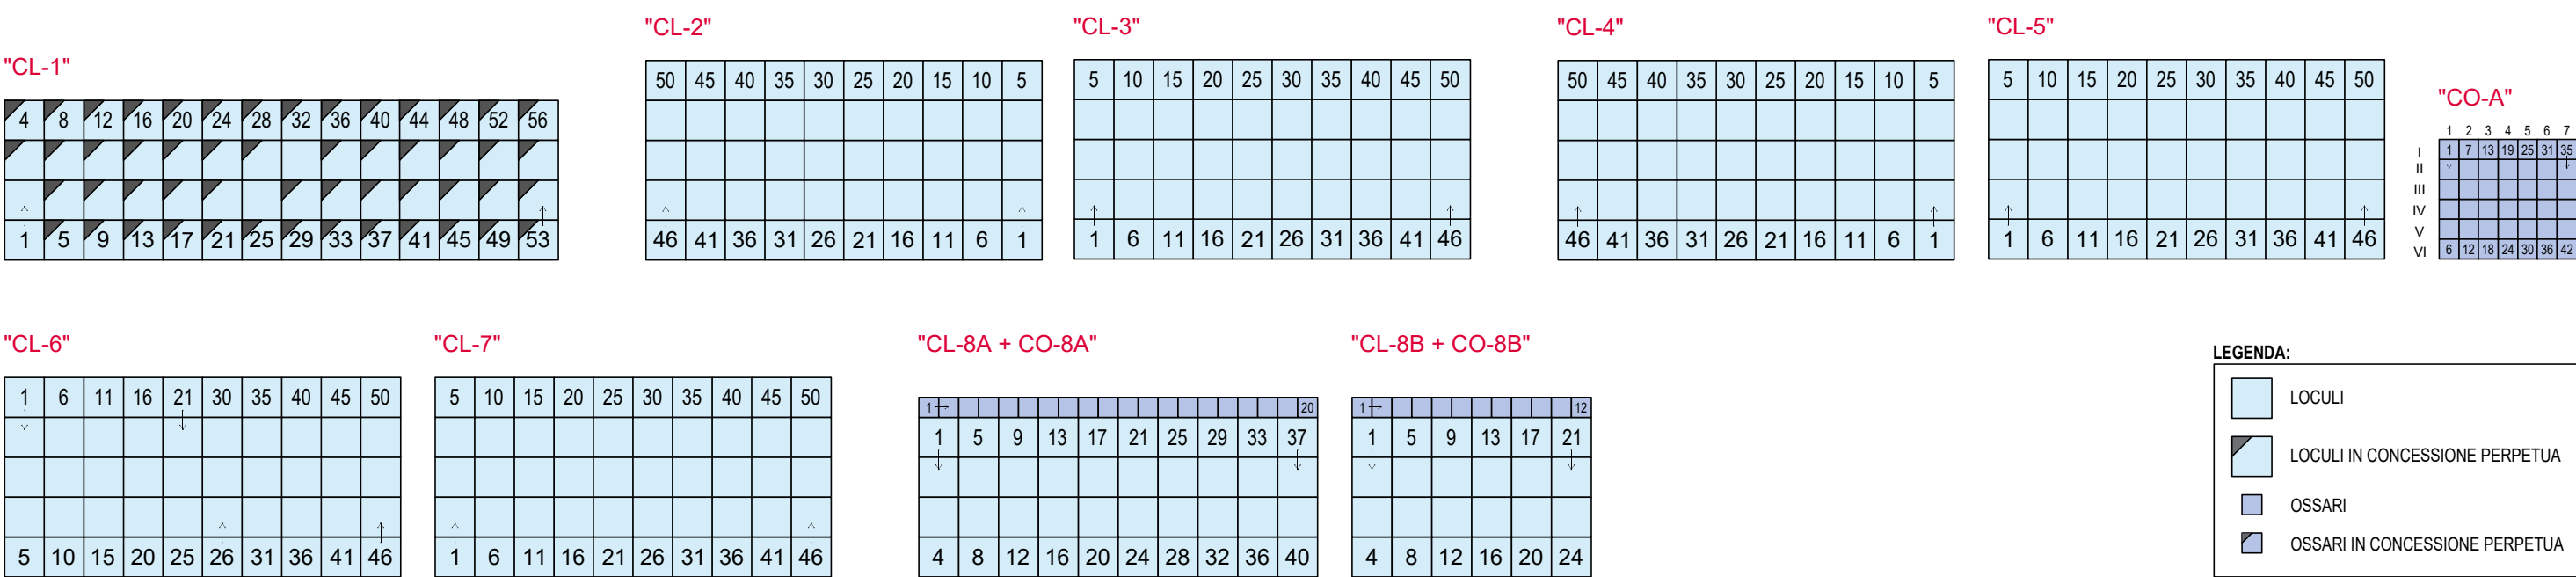 "CL-1"
4 8 12 16 20 24 28 32 36 40 44 48 52 56
1 5 9 13 17 21 25 29 33 37 41 45 49 53
"CL-2"
50 45 40 35 30 25 20 15 10 5
46 41 36 31 26 21 16 11 6 1
"CL-3"
5 10 15 20 25 30 35 40 45 50
1 6 11 16 21 26 31 36 41 46
"CL-4"
50 45 40 35 30 25 20 15 10 5
46 41 36 31 26 21 16 11 6 1
"CL-5"
5 10 15 20 25 30 35 40 45 50
1 6 11 16 21 26 31 36 41 46
"CO-A"
1 2 3 4 5 6 7
I 1 7 13 19 25 31 35
II
III
IV
V
VI 6 12 18 24 30 36 42
"CL-6"
1 6 11 16 21 30 35 40 45 50
5 10 15 20 25 26 31 36 41 46
"CL-7"
5 10 15 20 25 30 35 40 45 50
1 6 11 16 21 26 31 36 41 46
"CL-8A + CO-8A"
1 20
1 5 9 13 17 21 25 29 33 37
4 8 12 16 20 24 28 32 36 40
"CL-8B + CO-8B"
1 12
1 5 9 13 17 21
4 8 12 16 20 24
LEGENDA:
LOCULI
LOCULI IN CONCESSIONE PERPETUA
OSSARI
OSSARI IN CONCESSIONE PERPETUA